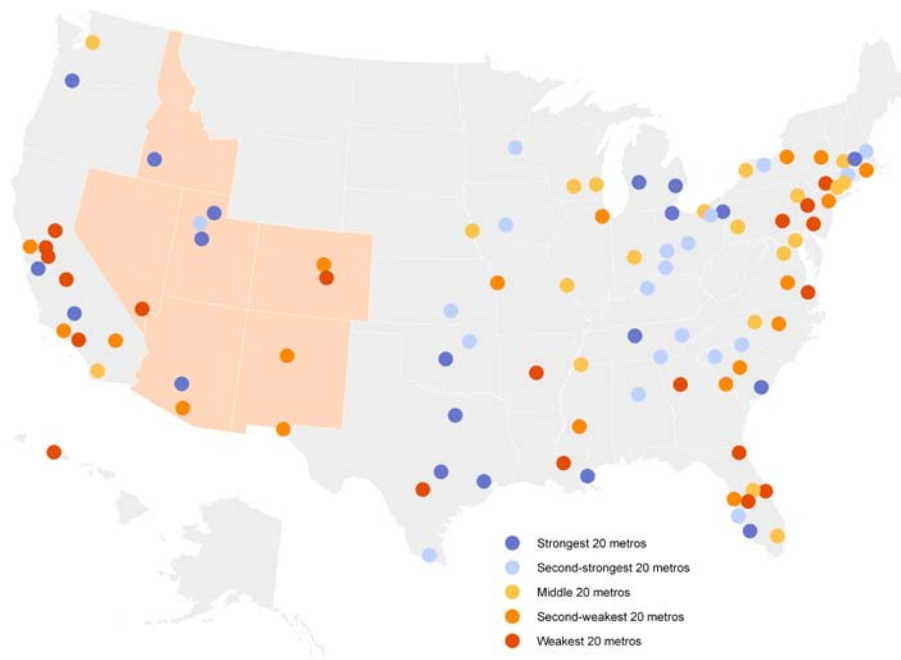 Strongest 20 metros
Second-strongest 20 metros
Middle 20 metros
Second-weakest 20 metros
Weakest 20 metros